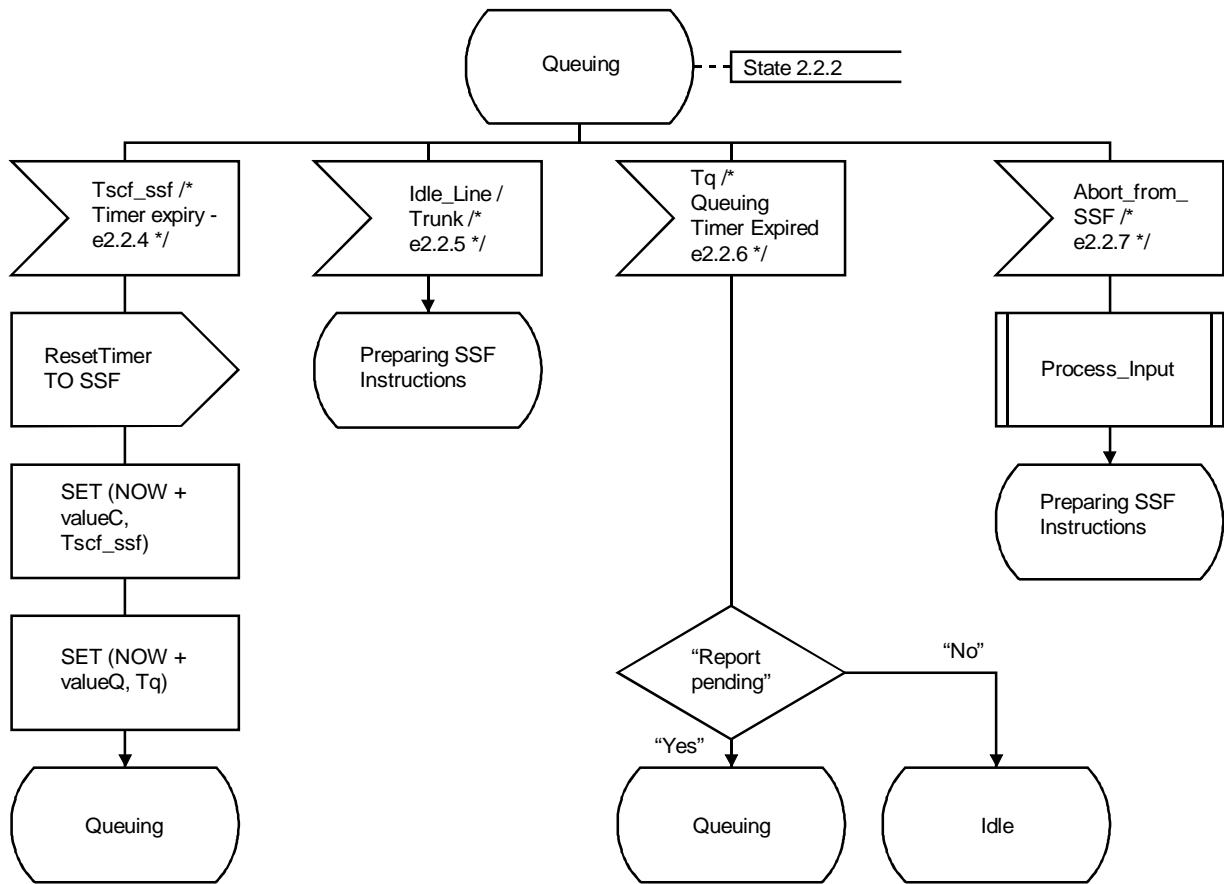 Queuing
State 2.2.2
Tscf_ssf /*
Timer expiry -
e2.2.4 */
Idle_Line /
Trunk /*
e2.2.5 */
Tq /*
Queuing
Timer Expired
e2.2.6 */
Abort_from_
SSF /*
e2.2.7 */
ResetTimer
TO SSF
Preparing SSF
Instructions
Process_Input
SET (NOW +
valueC,
Tscf_ssf)
Preparing SSF
Instructions
SET (NOW +
valueQ, Tq)
“Report
pending”
“No”
“Yes”
Queuing
Queuing
Idle